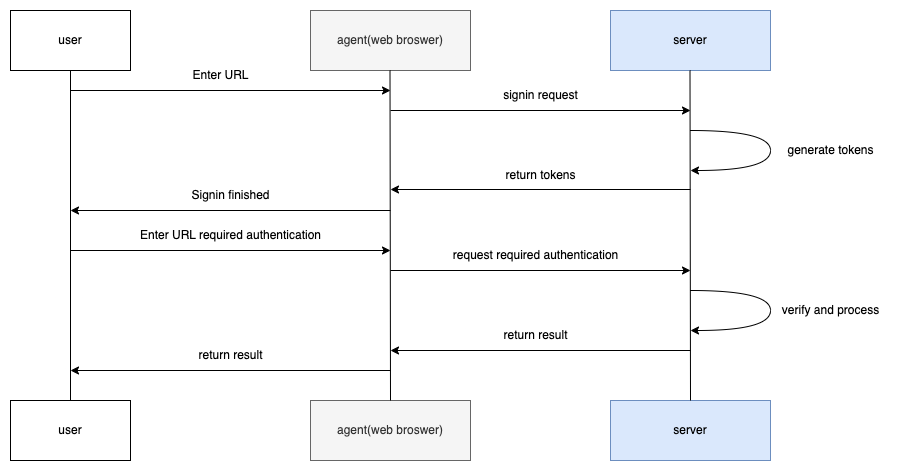 user
agent(web broswer)
server
Enter URL
signin request
generate tokens
return tokens
Signin finished
Enter URL required authentication
request required authentication
verify and process
return result
return result
user
agent(web broswer)
server